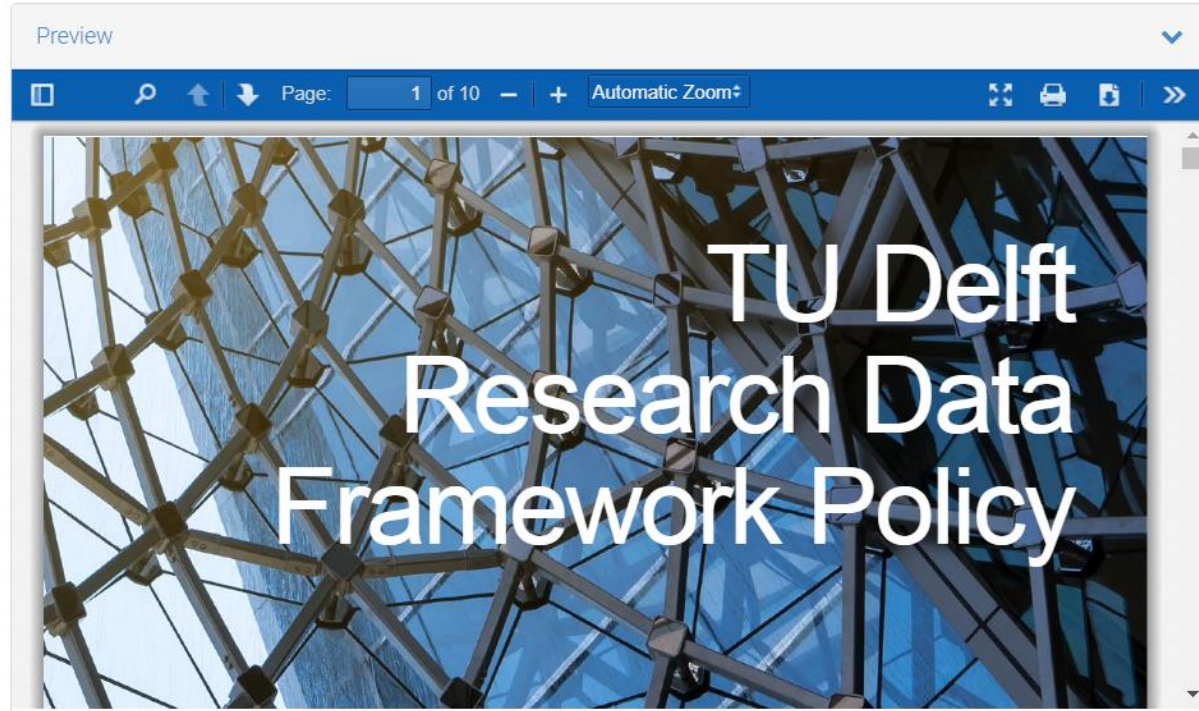 Preview
Page: 1 of 10 − + Automatic Zoom
TU Delft
Research Data
Framework Policy